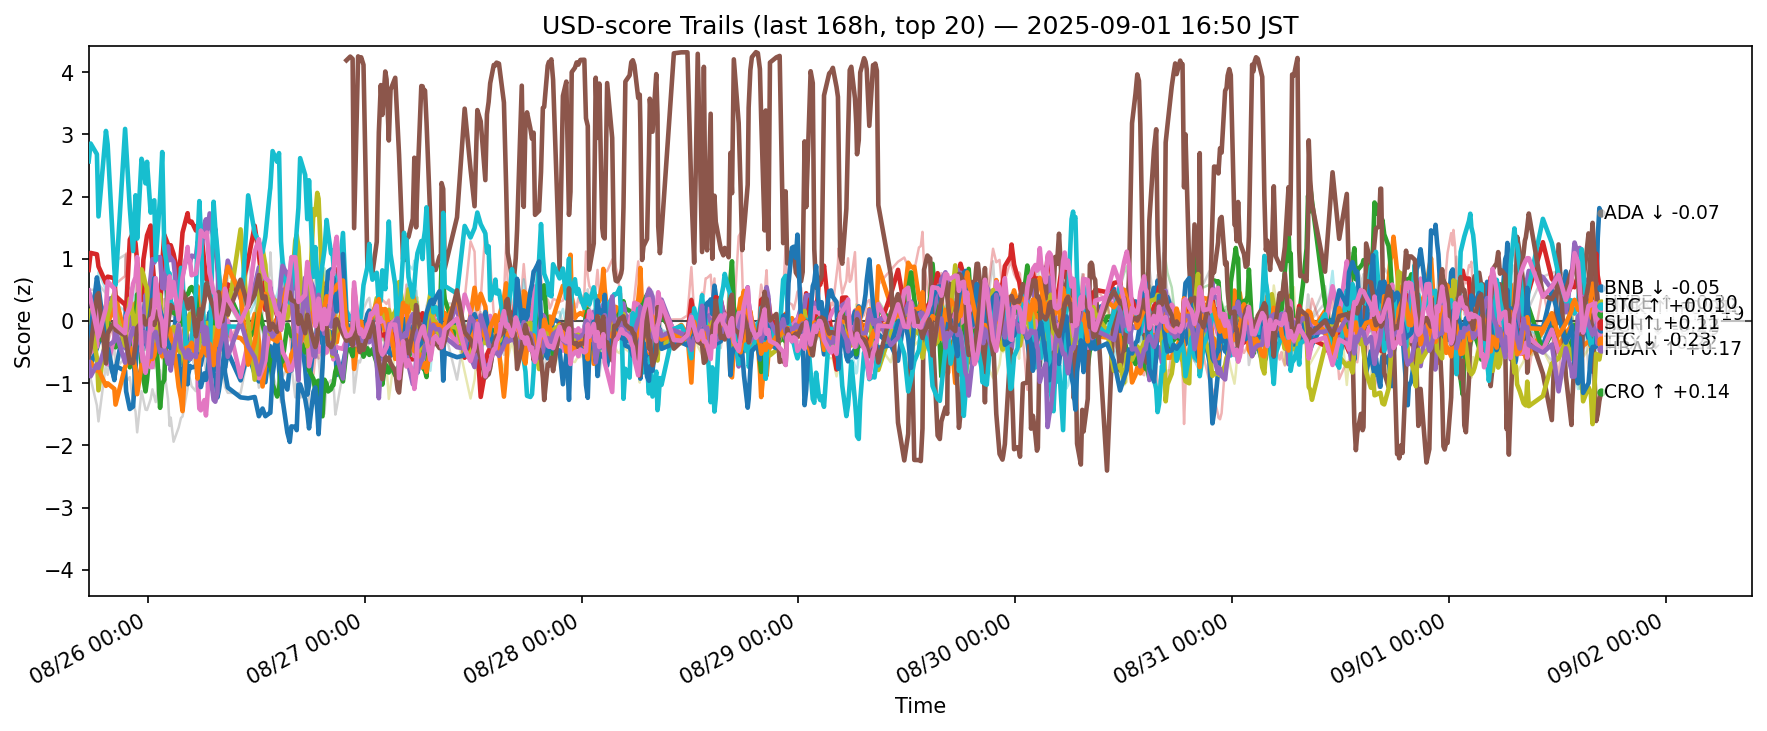 USD-score Trails (last 168h, top 20) — 2025-09-01 16:50 JST
Score (z)
4
3
2
1
0
−1
−2
−3
−4
ADA ↓ -0.07
BNB ↓ -0.05
BTC ↑ +0.01
SUI ↑ +0.11
LTC ↓ -0.23
HBAR ↑ +0.17
CRO ↑ +0.14
08/26 00:00
08/27 00:00
08/28 00:00
08/29 00:00
08/30 00:00
08/31 00:00
09/01 00:00
09/02 00:00
Time